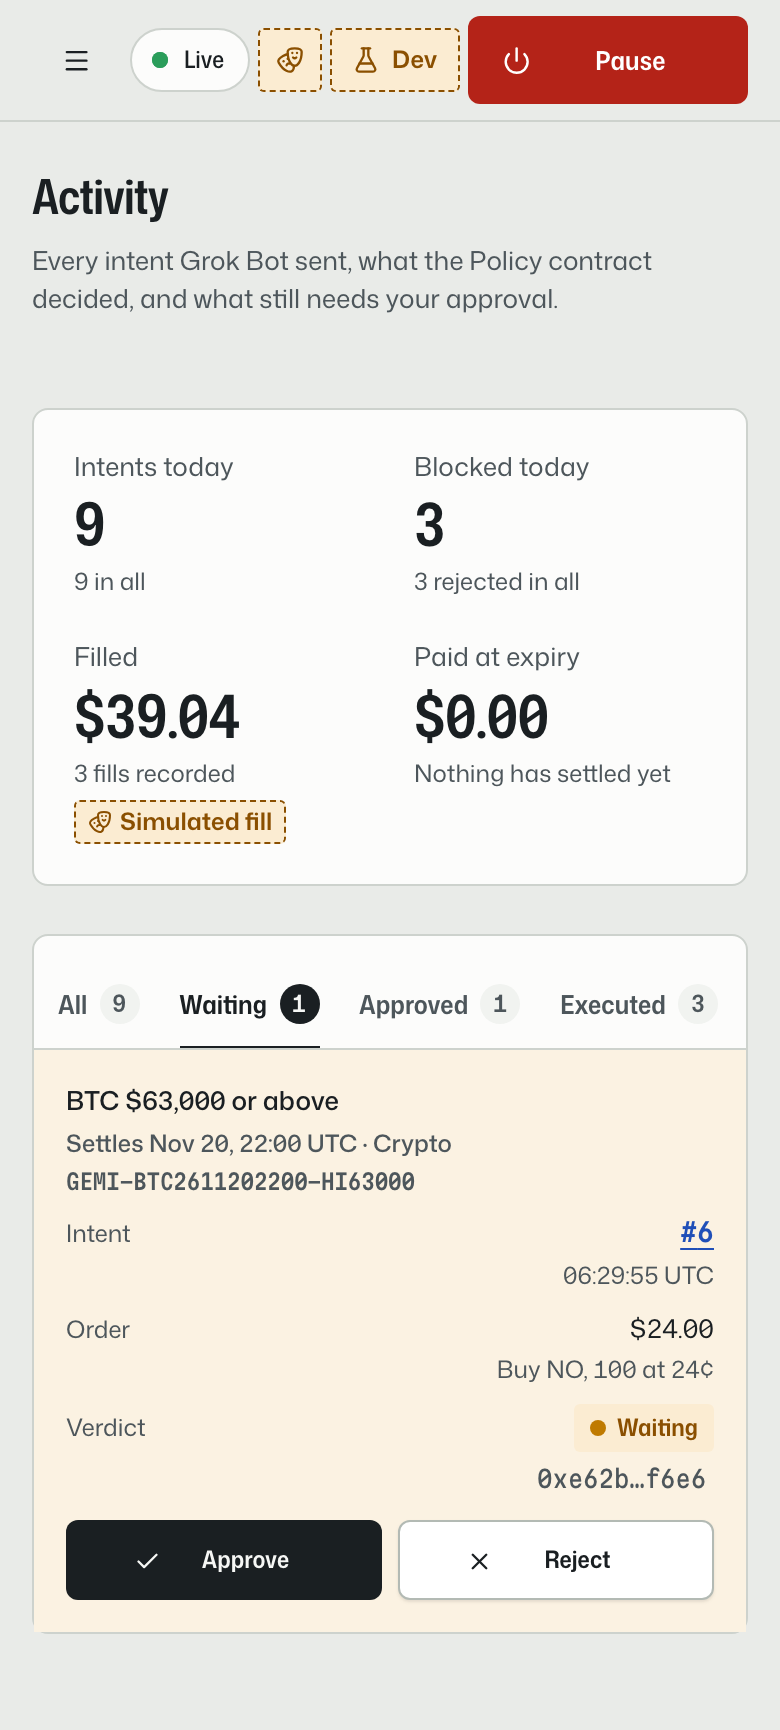 Live
Dev
Pause
Activity
Every intent Grok Bot sent, what the Policy contract
decided, and what still needs your approval.
Intents today
9
9 in all
Blocked today
3
3 rejected in all
Filled
$39.04
3 fills recorded
Simulated fill
Paid at expiry
$0.00
Nothing has settled yet
All 9
Waiting 1
Approved 1
Executed 3
BTC $63,000 or above
Settles Nov 20, 22:00 UTC · Crypto
GEMI-BTC2611202200-HI63000
Intent
#6
06:29:55 UTC
Order
$24.00
Buy NO, 100 at 24¢
Verdict
Waiting
0xe62b…f6e6
Approve
Reject